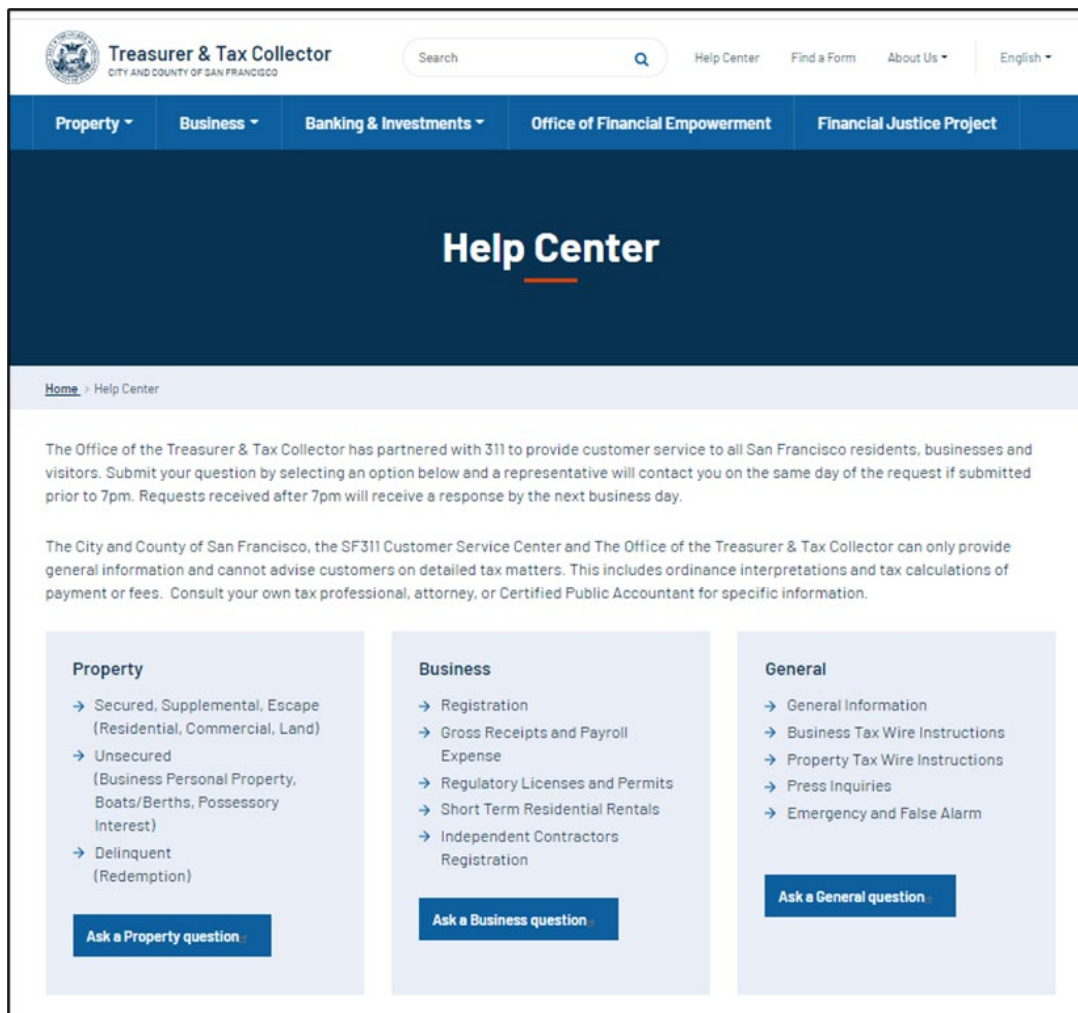 Treasurer & Tax Collector
CITY AND COUNTY OF SAN FRANCISCO
Search
Help Center
Find a Form
About Us
English
Property
Business
Banking & Investments
Office of Financial Empowerment
Financial Justice Project
Help Center
Home > Help Center
The Office of the Treasurer & Tax Collector has partnered with 311 to provide customer service to all San Francisco residents, businesses and
visitors. Submit your question by selecting an option below and a representative will contact you on the same day of the request if submitted
prior to 7pm. Requests received after 7pm will receive a response by the next business day.
The City and County of San Francisco, the SF311 Customer Service Center and The Office of the Treasurer & Tax Collector can only provide
general information and cannot advise customers on detailed tax matters. This includes ordinance interpretations and tax calculations of
payment or fees. Consult your own tax professional, attorney, or Certified Public Accountant for specific information.
Property
→ Secured, Supplemental, Escape
(Residential, Commercial, Land)
→ Unsecured
(Business Personal Property,
Boats/Berths, Possessory
Interest)
→ Delinquent
(Redemption)
Ask a Property question
Business
→ Registration
→ Gross Receipts and Payroll
Expense
→ Regulatory Licenses and Permits
→ Short Term Residential Rentals
→ Independent Contractors
Registration
Ask a Business question
General
→ General Information
→ Business Tax Wire Instructions
→ Property Tax Wire Instructions
→ Press Inquiries
→ Emergency and False Alarm
Ask a General question